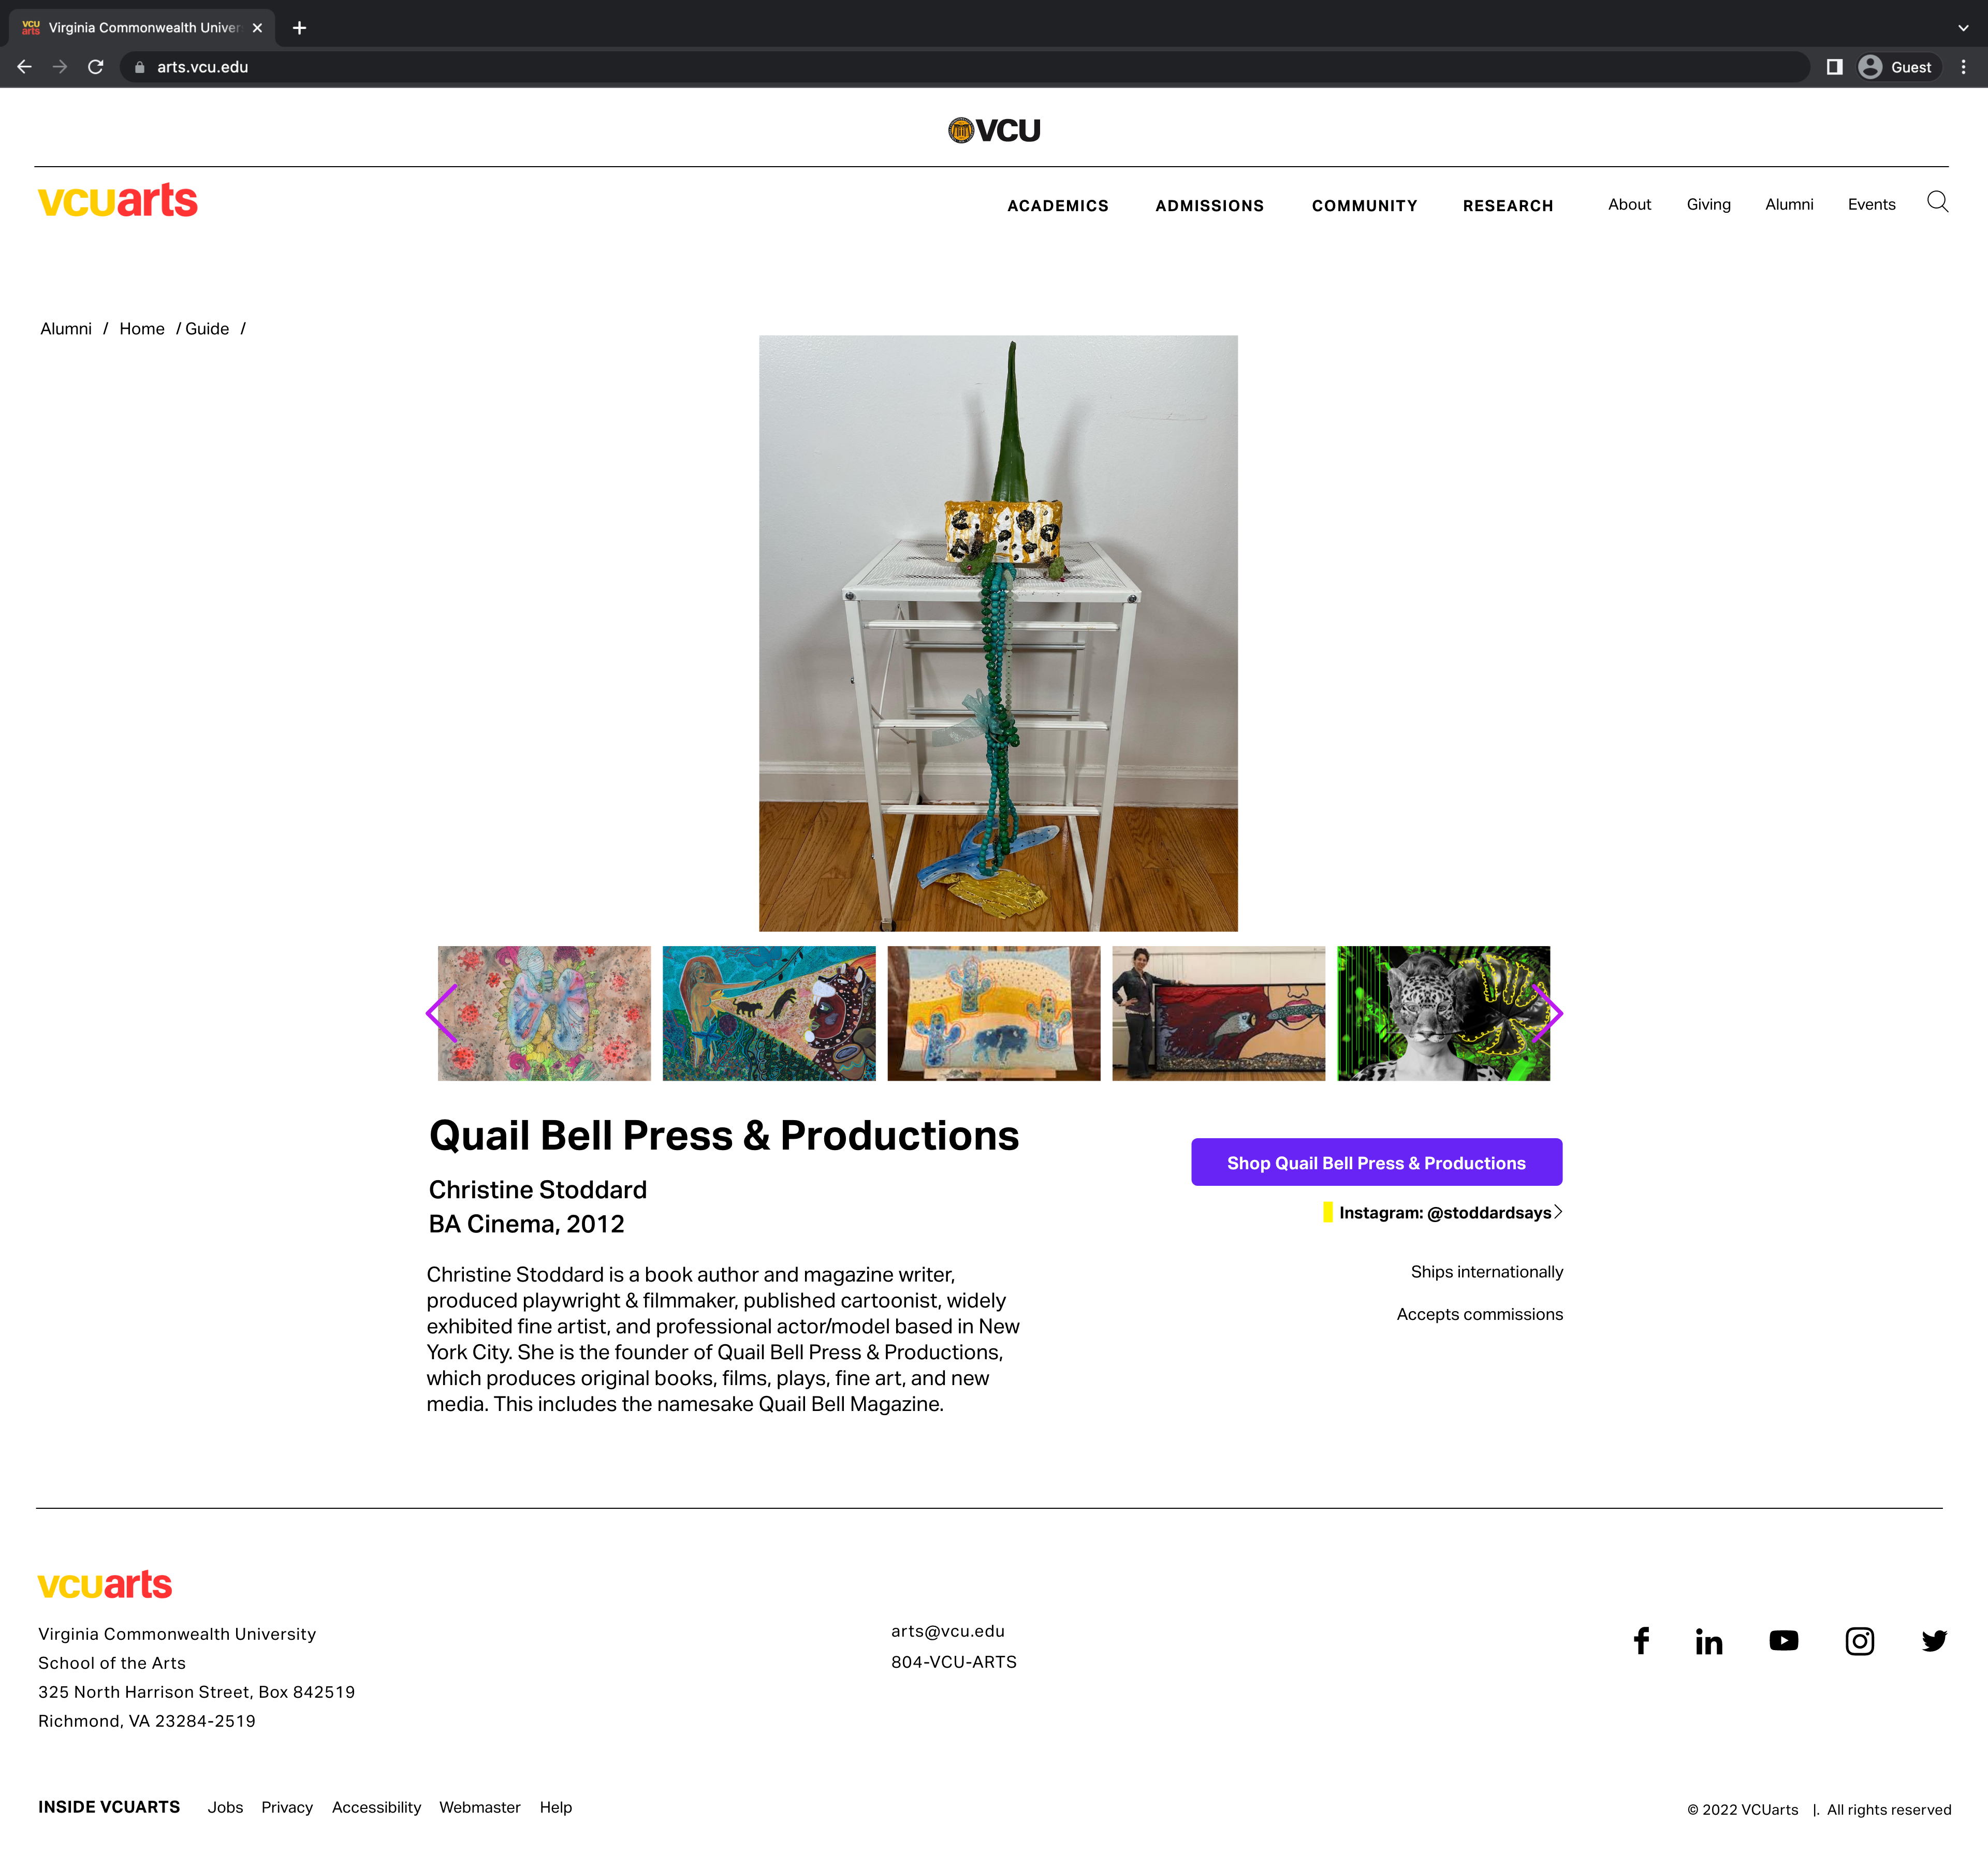 vcu arts Virginia Commonwealth Univer
arts.vcu.edu
Guest
VCU
vcuarts
ACADEMICS ADMISSIONS COMMUNITY RESEARCH About Giving Alumni Events
Alumni / Home / Guide /
Quail Bell Press & Productions
Christine Stoddard
BA Cinema, 2012
Christine Stoddard is a book author and magazine writer,
produced playwright & filmmaker, published cartoonist, widely
exhibited fine artist, and professional actor/model based in New
York City. She is the founder of Quail Bell Press & Productions,
which produces original books, films, plays, fine art, and new
media. This includes the namesake Quail Bell Magazine.
Shop Quail Bell Press & Productions
Instagram: @stoddardsays
Ships internationally
Accepts commissions
vcuarts
Virginia Commonwealth University
School of the Arts
325 North Harrison Street, Box 842519
Richmond, VA 23284-2519
arts@vcu.edu
804-VCU-ARTS
INSIDE VCUARTS Jobs Privacy Accessibility Webmaster Help
© 2022 VCUarts |. All rights reserved